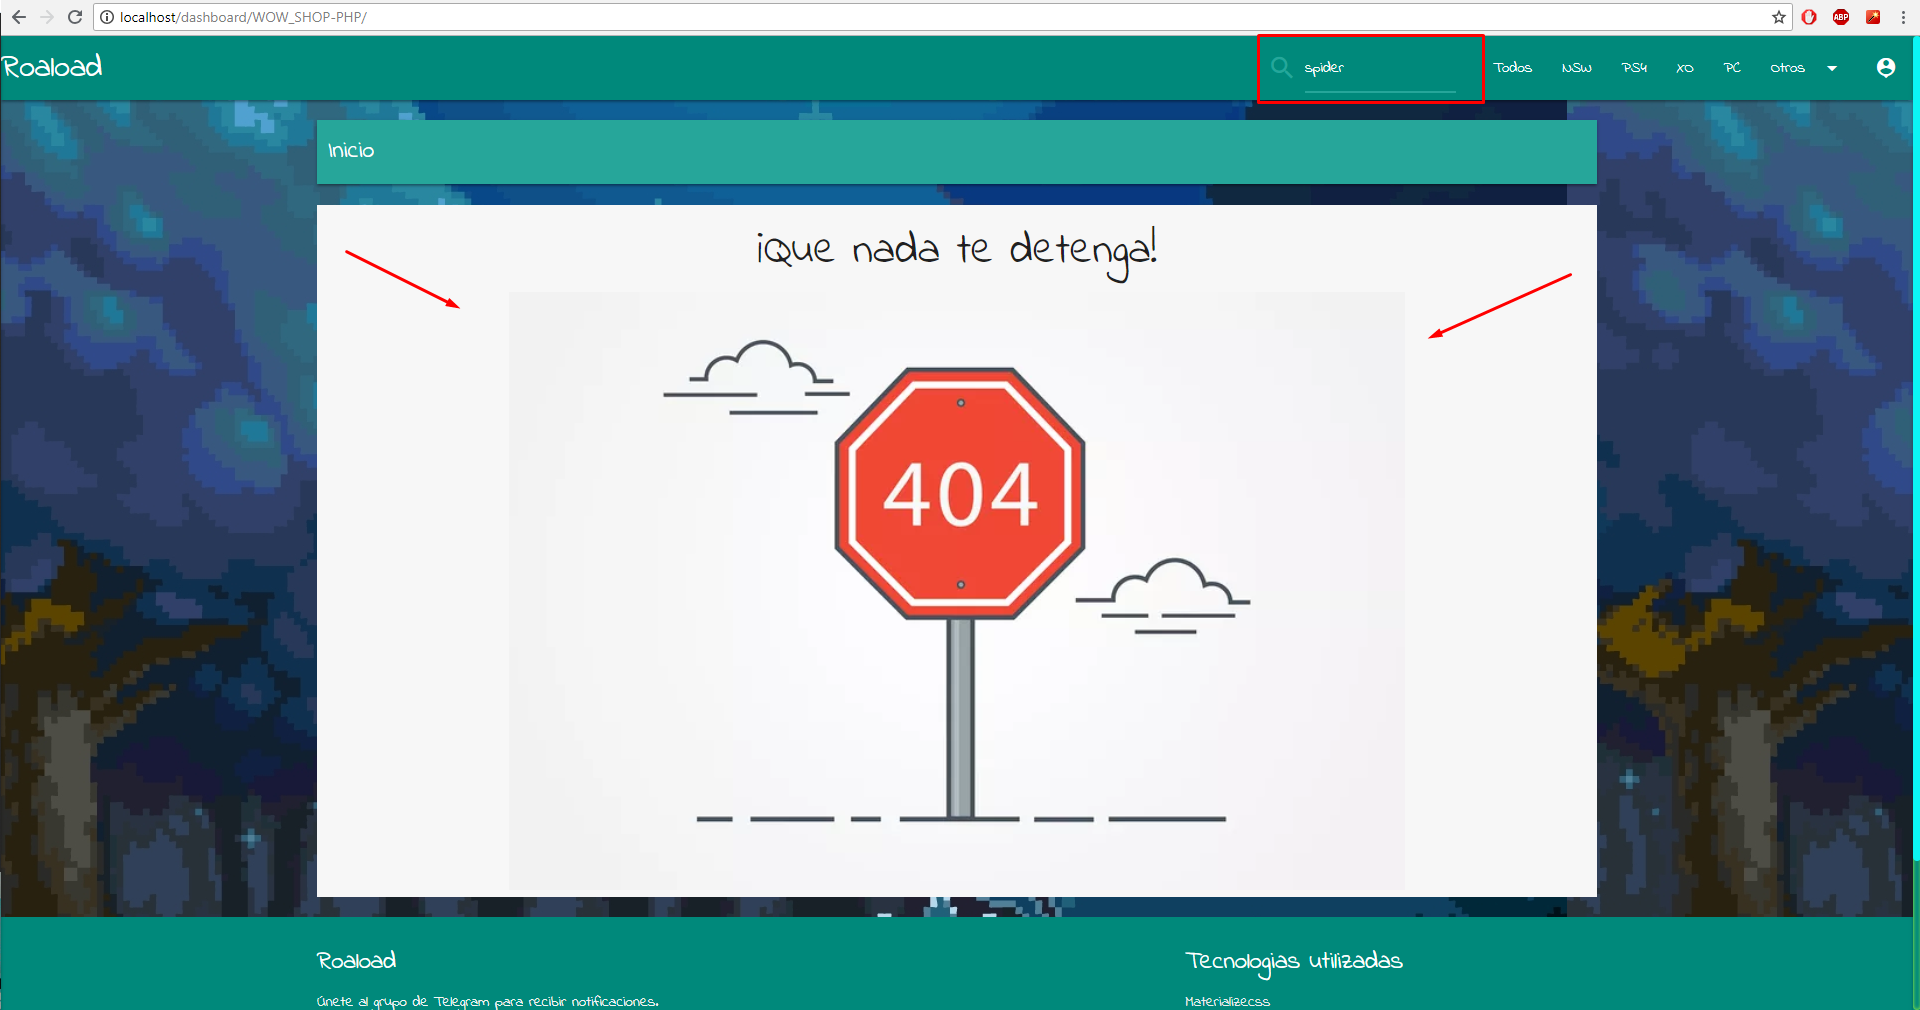 localhost/dashboard/WOW_SHOP-PHP/
ABP
Roaload
spider
Todos NSW PS4 XO PC Otros
Inicio
¡Que nada te detenga!
404
Roaload
Únete al grupo de Telegram para recibir notificaciones.
Tecnologias utilizadas
Materializecss